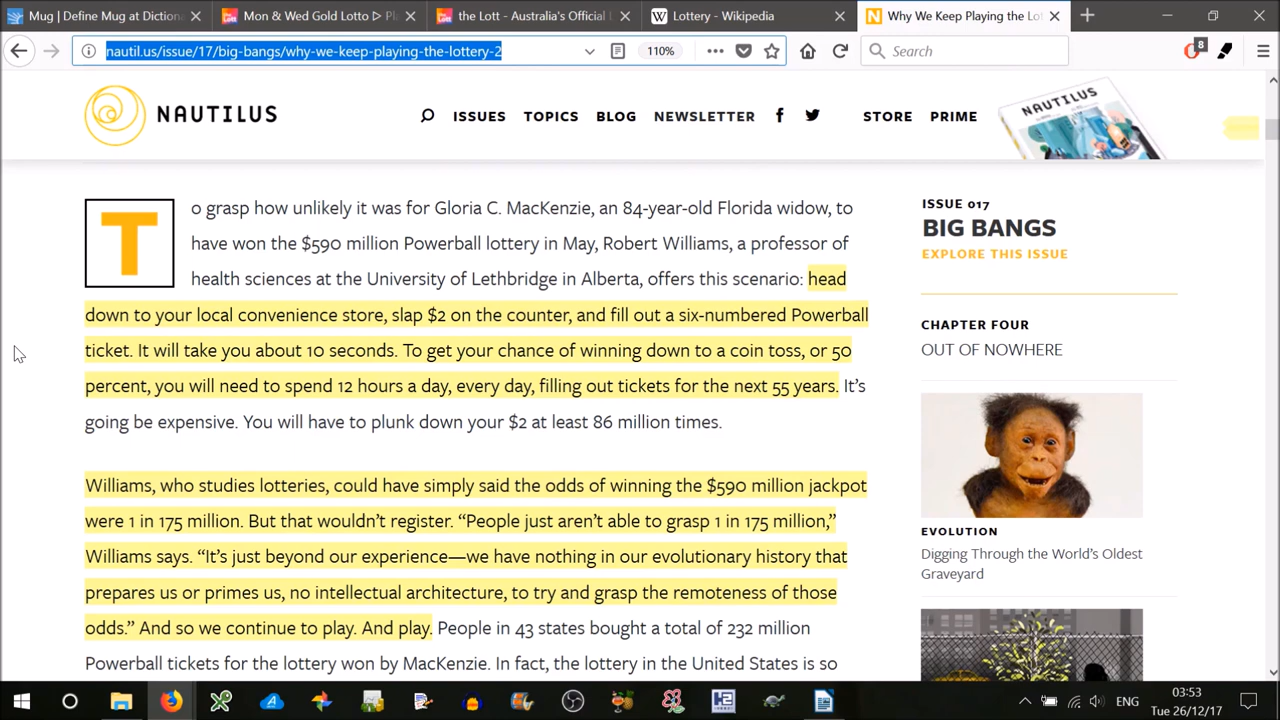 Mug | Define Mug at Diction
Mon & Wed Gold Lotto ▷ Pl
the Lott - Australia's Official L
Lottery - Wikipedia
Why We Keep Playing the Lot
nautil.us/issue/17/big-bangs/why-we-keep-playing-the-lottery-2
110%
Search
8
NAUTILUS
ISSUES TOPICS BLOG NEWSLETTER STORE PRIME
NAUTILUS
To grasp how unlikely it was for Gloria C. MacKenzie, an 84-year-old Florida widow, to
have won the $590 million Powerball lottery in May, Robert Williams, a professor of
health sciences at the University of Lethbridge in Alberta, offers this scenario: head
down to your local convenience store, slap $2 on the counter, and fill out a six-numbered Powerball
ticket. It will take you about 10 seconds. To get your chance of winning down to a coin toss, or 50
percent, you will need to spend 12 hours a day, every day, filling out tickets for the next 55 years. It's
going be expensive. You will have to plunk down your $2 at least 86 million times.
Williams, who studies lotteries, could have simply said the odds of winning the $590 million jackpot
were 1 in 175 million. But that wouldn't register. “People just aren't able to grasp 1 in 175 million,”
Williams says. “It's just beyond our experience—we have nothing in our evolutionary history that
prepares us or primes us, no intellectual architecture, to try and grasp the remoteness of those
odds.” And so we continue to play. And play. People in 43 states bought a total of 232 million
Powerball tickets for the lottery won by MacKenzie. In fact, the lottery in the United States is so
ISSUE 017
BIG BANGS
EXPLORE THIS ISSUE
CHAPTER FOUR
OUT OF NOWHERE
EVOLUTION
Digging Through the World's Oldest
Graveyard
ENG
03:53
Tue 26/12/17